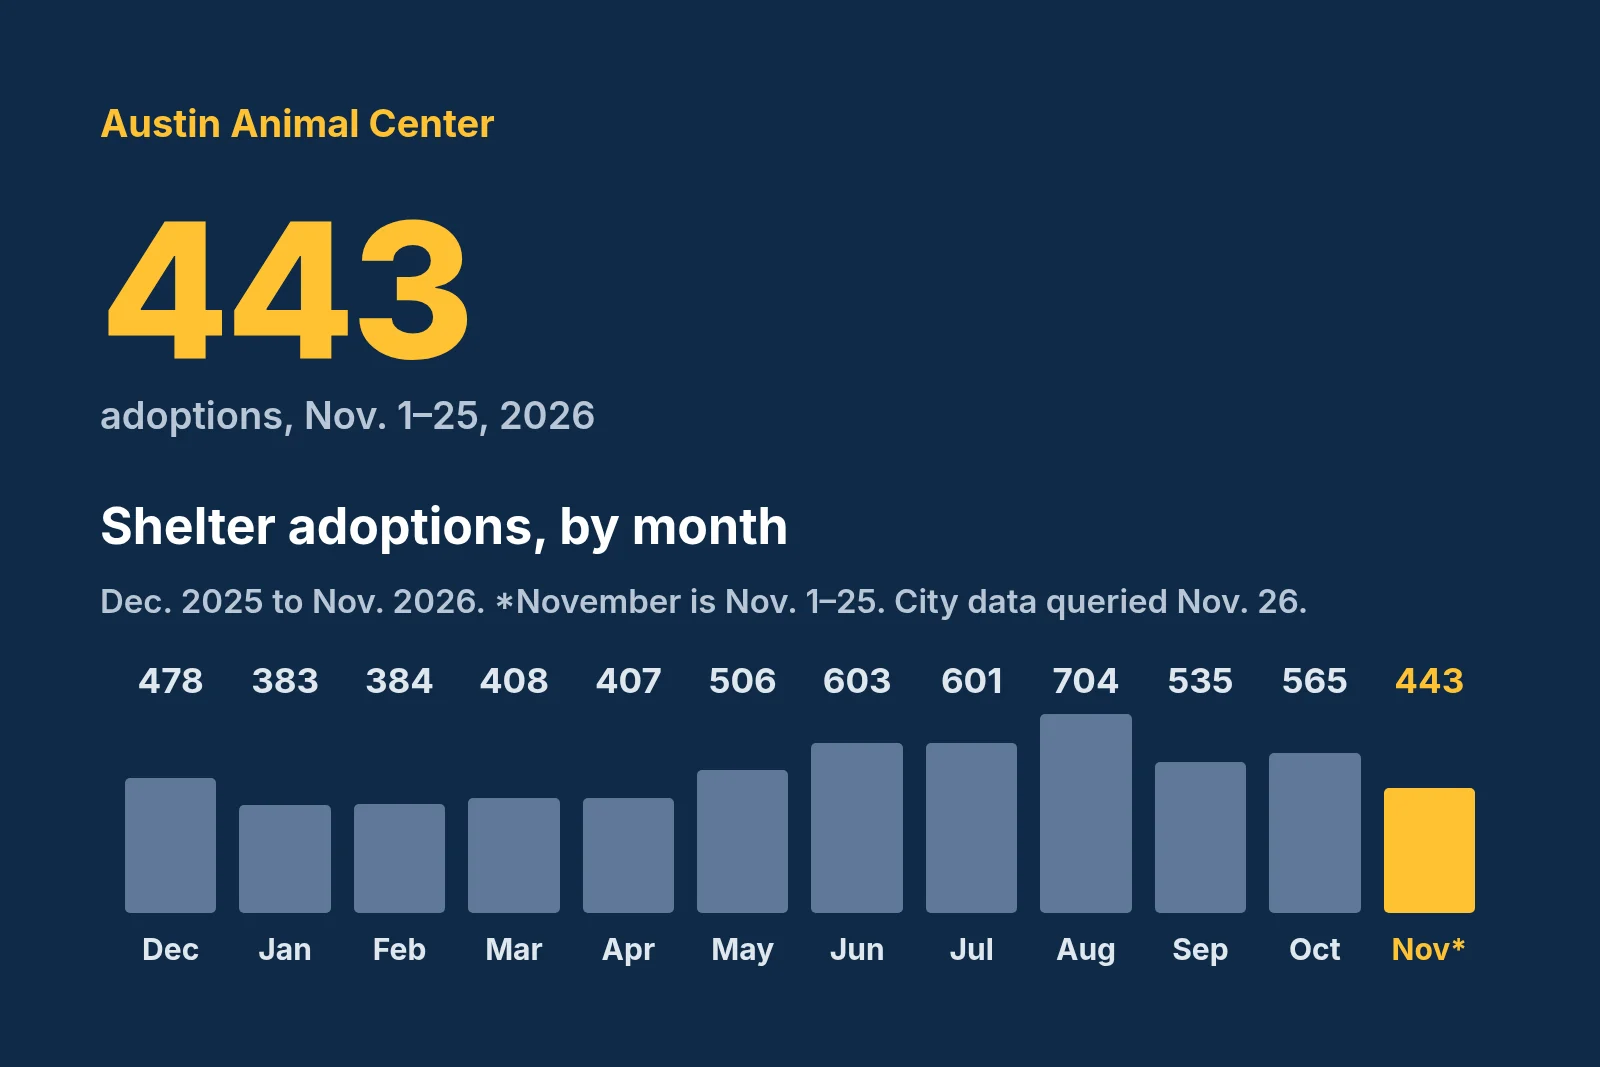 Austin Animal Center
443
adoptions, Nov. 1–25, 2026
Shelter adoptions, by month
Dec. 2025 to Nov. 2026. *November is Nov. 1–25. City data queried Nov. 26.
478 383 384 408 407 506 603 601 704 535 565 443
Dec Jan Feb Mar Apr May Jun Jul Aug Sep Oct Nov*